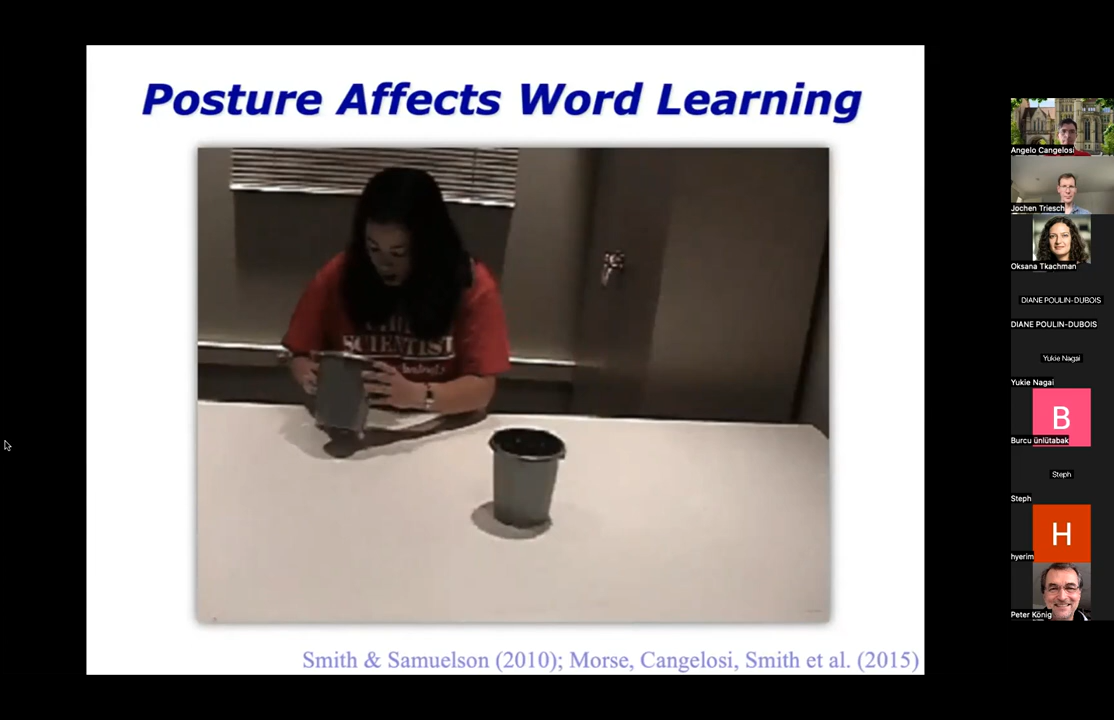 Posture Affects Word Learning
SCIENTIST
Smith & Samuelson (2010); Morse, Cangelosi, Smith et al. (2015)
Angelo Cangelosi
Jochen Triesch
Oksana Tkachman
DIANE POULIN-DUBOIS
DIANE POULIN-DUBOIS
Yukie Nagai
Yukie Nagai
B
Burcu ünlütabak
Steph
Steph
H
hyerim
Peter König